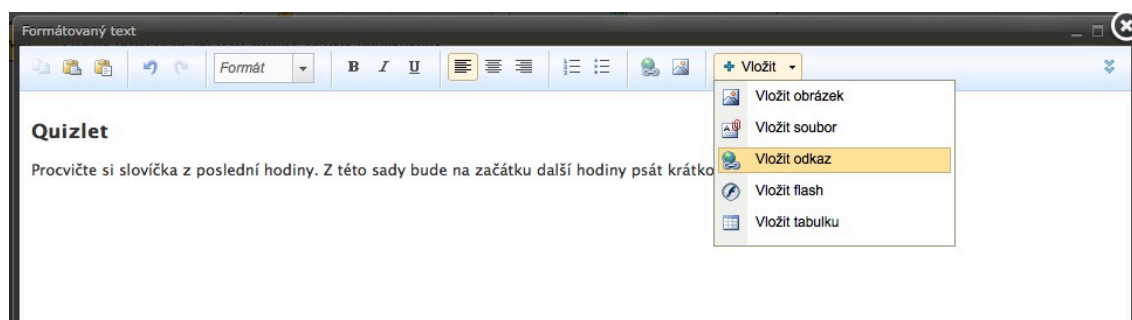 Formátovaný text
Formát
B I U
Vložit
Vložit obrázek
Vložit soubor
Vložit odkaz
Vložit flash
Vložit tabulku
Quizlet
Procvičte si slovíčka z poslední hodiny. Z této sady bude na začátku další hodiny psát krátko